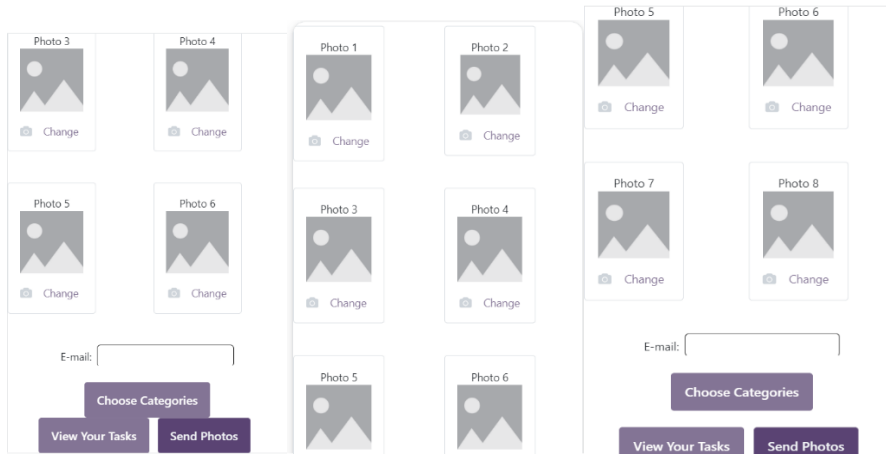 Photo 3 Photo 4
Change Change
Photo 5 Photo 6
Change Change
E-mail:
Choose Categories
View Your Tasks Send Photos
Photo 1 Photo 2
Change Change
Photo 3 Photo 4
Change Change
Photo 5 Photo 6
Photo 5 Photo 6
Change Change
Photo 7 Photo 8
Change Change
E-mail:
Choose Categories
View Your Tasks Send Photos